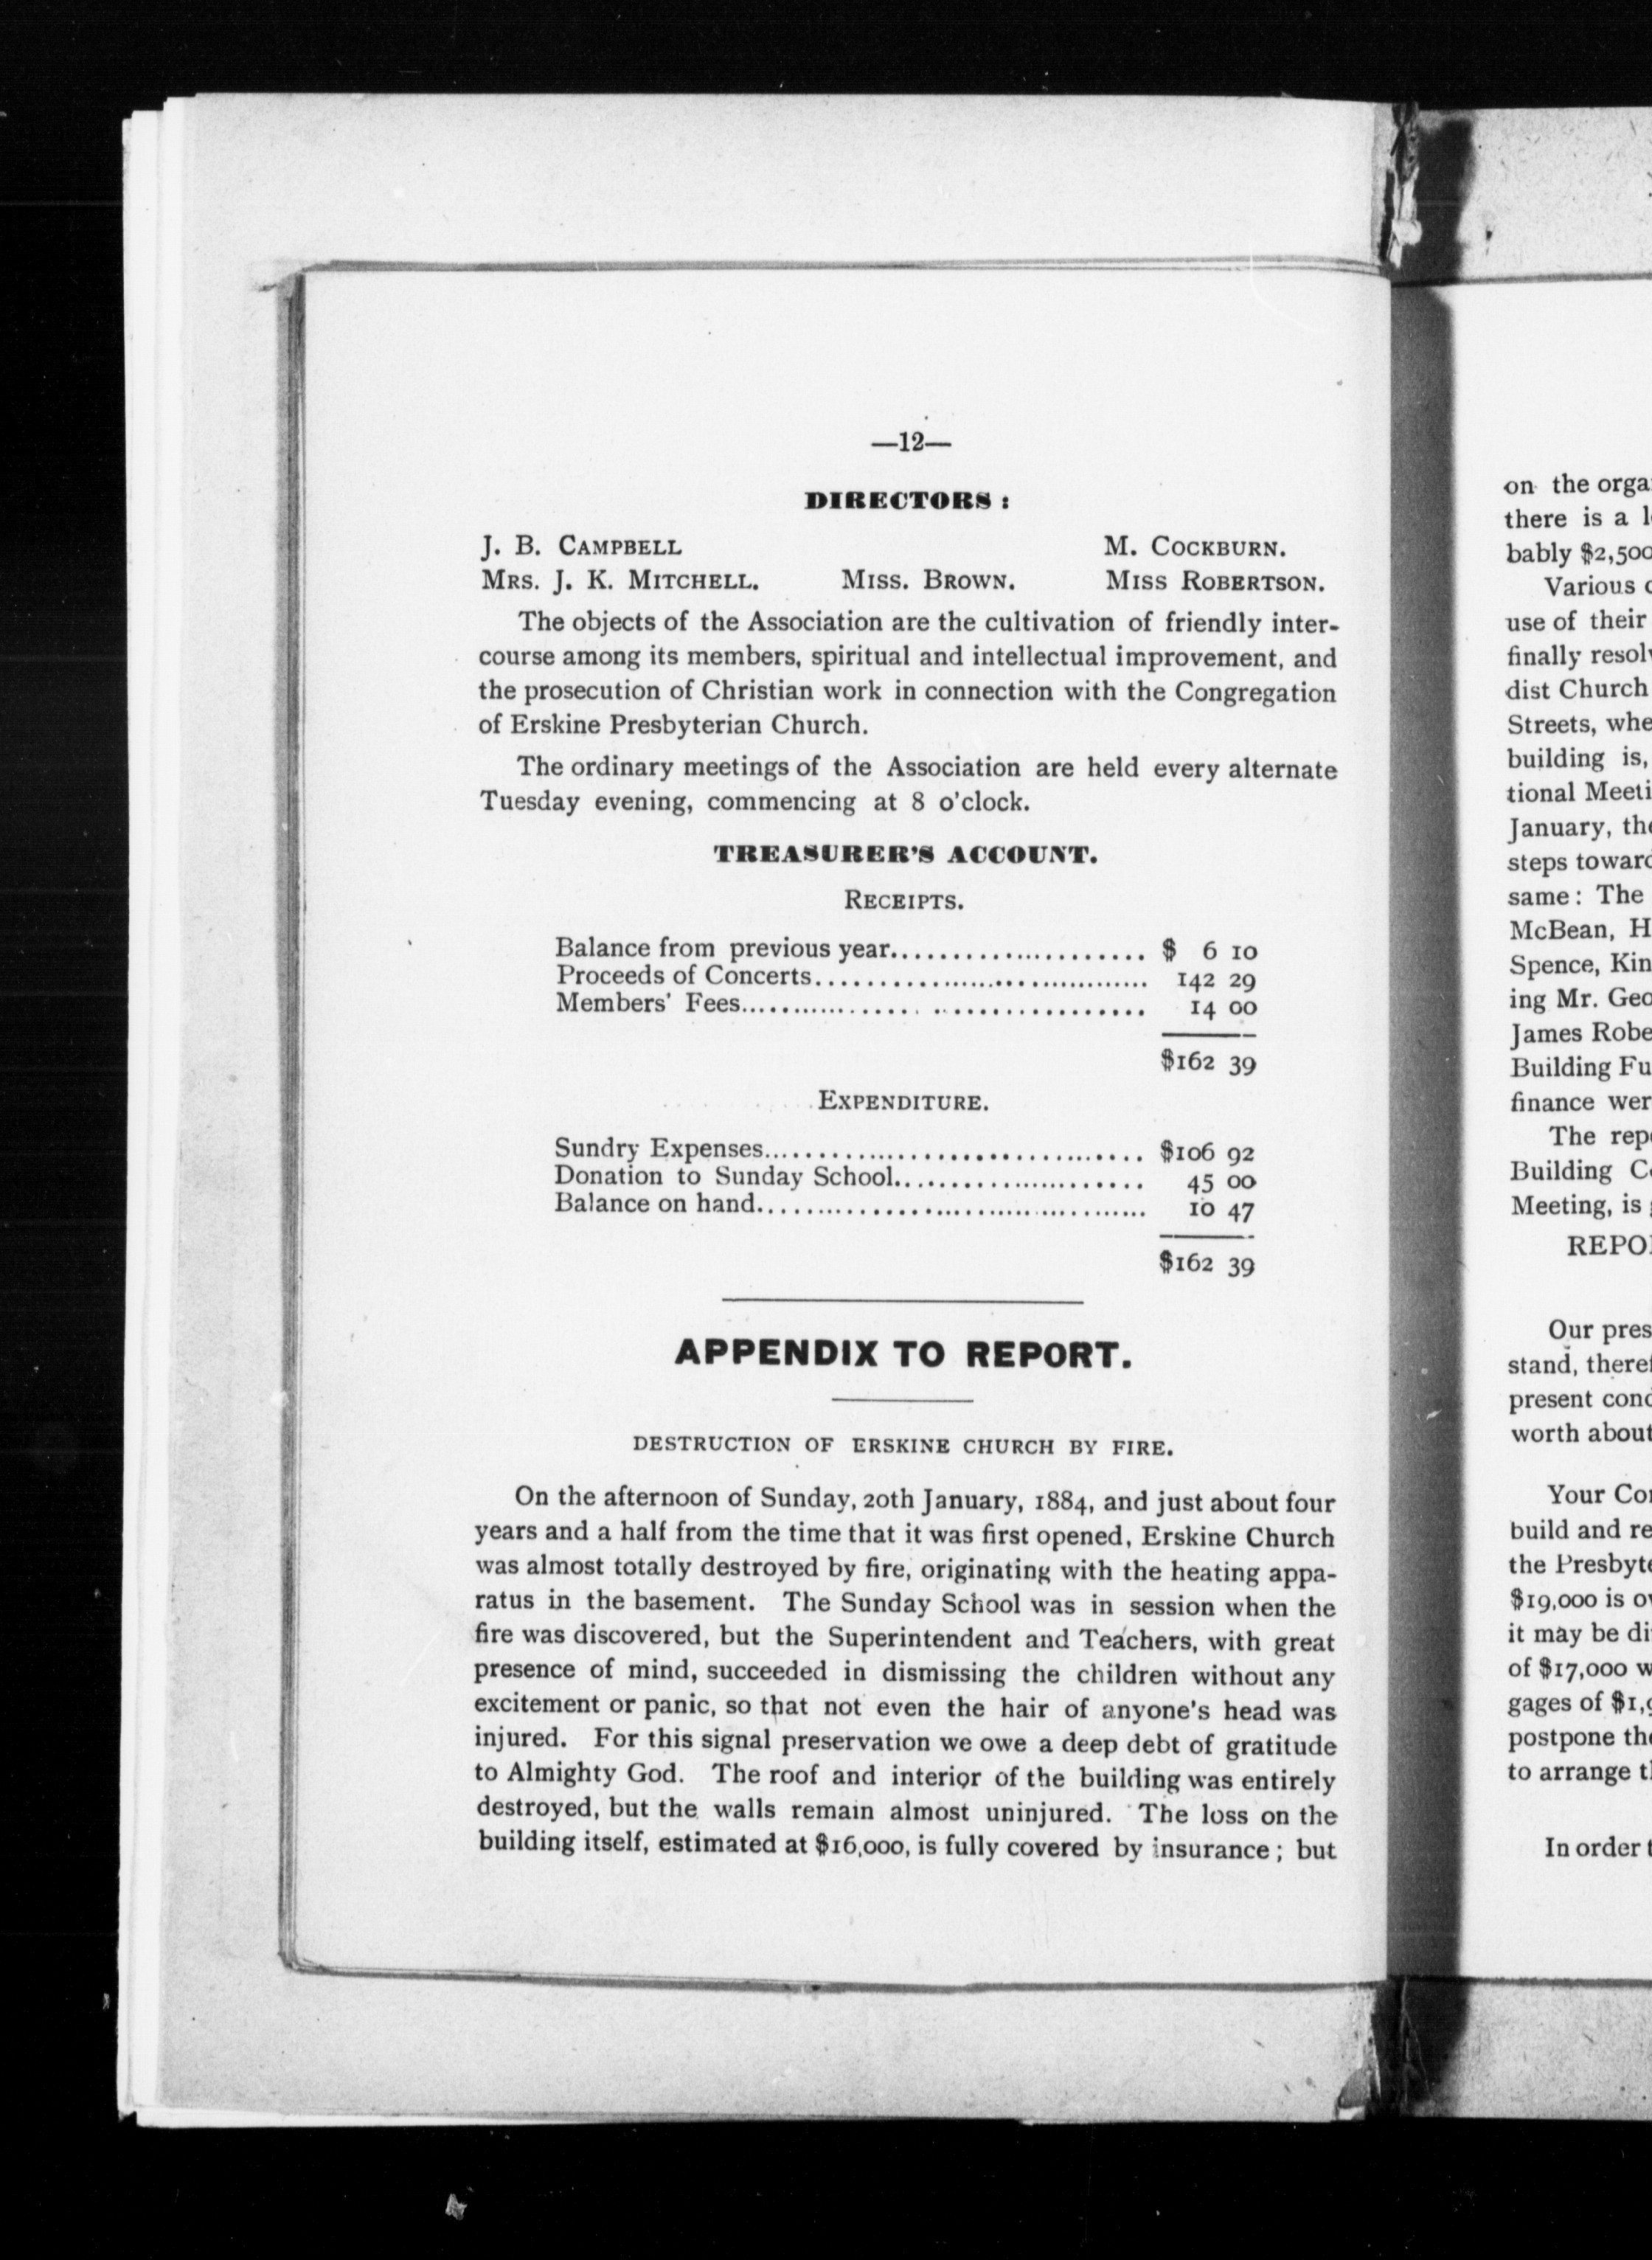 —12—
DIRECTORS :
J. B. CAMPBELL M. COCKBURN.
MRS. J. K. MITCHELL. MISS. BROWN. MISS ROBERTSON.
The objects of the Association are the cultivation of friendly inter-
course among its members, spiritual and intellectual improvement, and
the prosecution of Christian work in connection with the Congregation
of Erskine Presbyterian Church.
The ordinary meetings of the Association are held every alternate
Tuesday evening, commencing at 8 o'clock.
TREASURER'S ACCOUNT.
RECEIPTS.
Balance from previous year........................ $ 6 10
Proceeds of Concerts................................ 142 29
Members' Fees...................................... 14 00
$162 39
EXPENDITURE.
Sundry Expenses.................................... $106 92
Donation to Sunday School....................... 45 00
Balance on hand.................................... 10 47
$162 39
APPENDIX TO REPORT.
DESTRUCTION OF ERSKINE CHURCH BY FIRE.
On the afternoon of Sunday, 20th January, 1884, and just about four
years and a half from the time that it was first opened, Erskine Church
was almost totally destroyed by fire, originating with the heating appa-
ratus in the basement. The Sunday School was in session when the
fire was discovered, but the Superintendent and Teachers, with great
presence of mind, succeeded in dismissing the children without any
excitement or panic, so that not even the hair of anyone's head was
injured. For this signal preservation we owe a deep debt of gratitude
to Almighty God. The roof and interior of the building was entirely
destroyed, but the walls remain almost uninjured. The loss on the
building itself, estimated at $16,000, is fully covered by insurance ; but
on the orga
there is a
bably $2,500
Various
use of their
finally resol
dist Church
Streets, whe
building is,
tional Meeti
January, the
steps toward
same : The
McBean, H
Spence, Kin
ing Mr. Geo
James Robe
Building Fu
finance wer
The rep
Building C
Meeting, is
REPO
Our pres
stand, theref
present cond
worth about
Your Co
build and re
the Presbyte
$19,000 is o
it may be di
of $17,000 w
gages of $1,9
postpone the
to arrange t
In order t